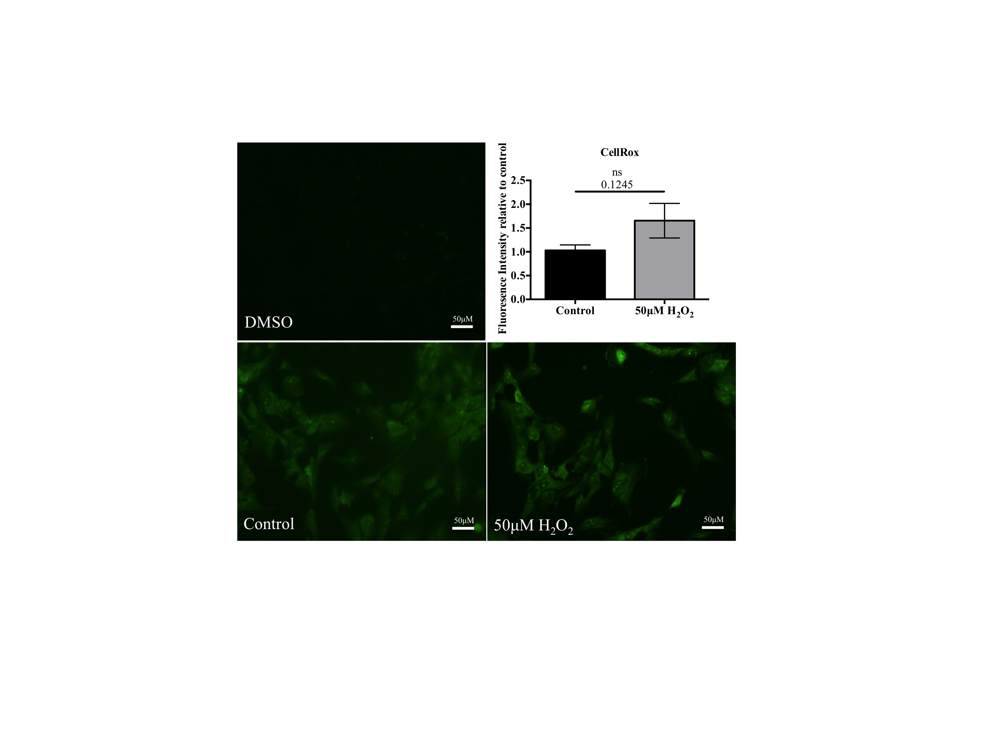 DMSO
50µM
CellRox
ns
0.1245
Fluoresence Intensity relative to control
2.5
2.0
1.5
1.0
0.5
0.0
Control
50µM H₂O₂
Control
50µM
50µM H₂O₂
50µM